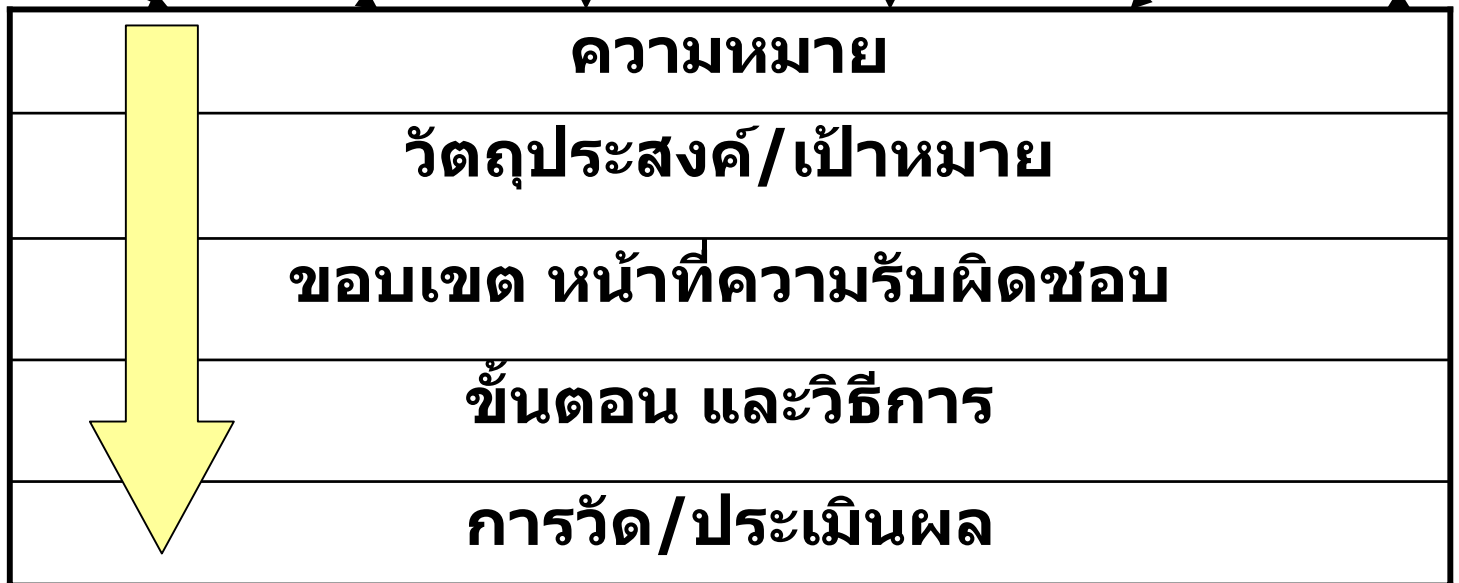 ความหมาย
วัตถุประสงค์/เป้าหมาย
ขอบเขต หน้าที่ความรับผิดชอบ
ขั้นตอน และวิธีการ
การวัด/ประเมินผล